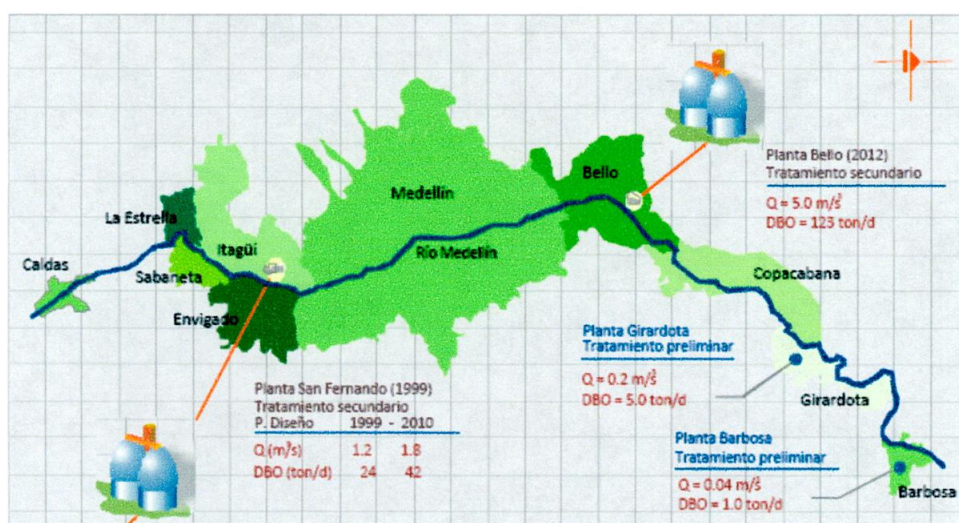 Planta Bello (2012)
Tratamiento secundario
Q = 5.0 m/s³
DBO = 123 ton/d
Bello
Medellín
La Estrella
Itagüí
Río Medellín
Caldas
Sabaneta
Copacabana
Envigado
Planta Girardota
Tratamiento preliminar
Q = 0.2 m/s³
DBO = 5.0 ton/d
Planta San Fernando (1999)
Tratamiento secundario
P. Diseño 1999 - 2010
Q (m³/s) 1.2 1.8
DBO (ton/d) 24 42
Girardota
Planta Barbosa
Tratamiento preliminar
Q = 0.04 m/s³
DBO = 1.0 ton/d
Barbosa